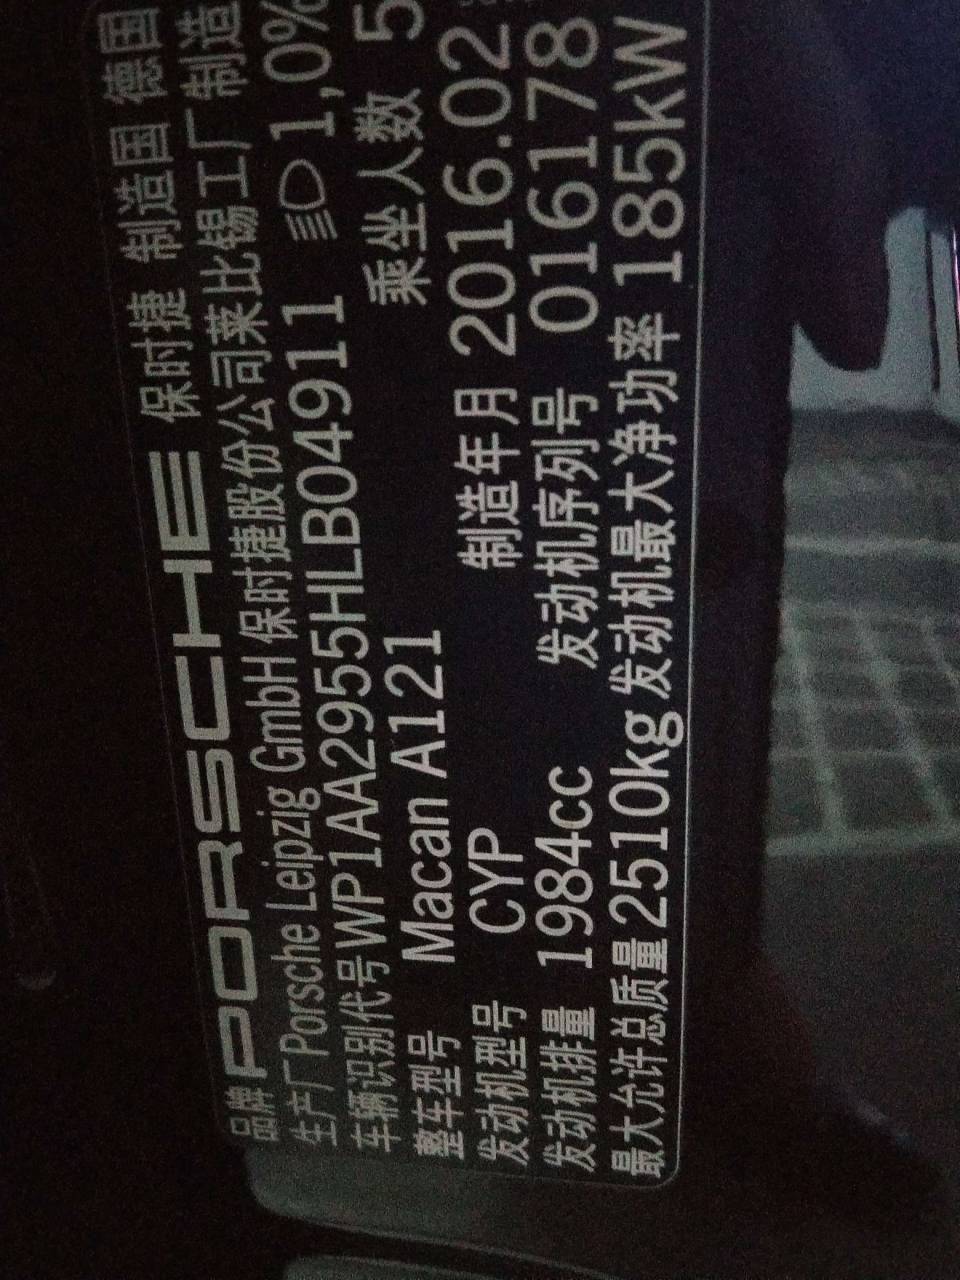 品牌 PORSCHE 保时捷 制造国 德国
生产厂 Porsche Leipzig GmbH 保时捷股份公司莱比锡工厂制造
车辆识别代号 WP1AA2955HLB04911 1,0%
整车型号 Macan A121 乘坐人数 5
发动机型号 CYP 制造年月 2016.02
发动机排量 1984cc 发动机序列号 016178
最大允许总质量 2510kg 发动机最大净功率 185kW